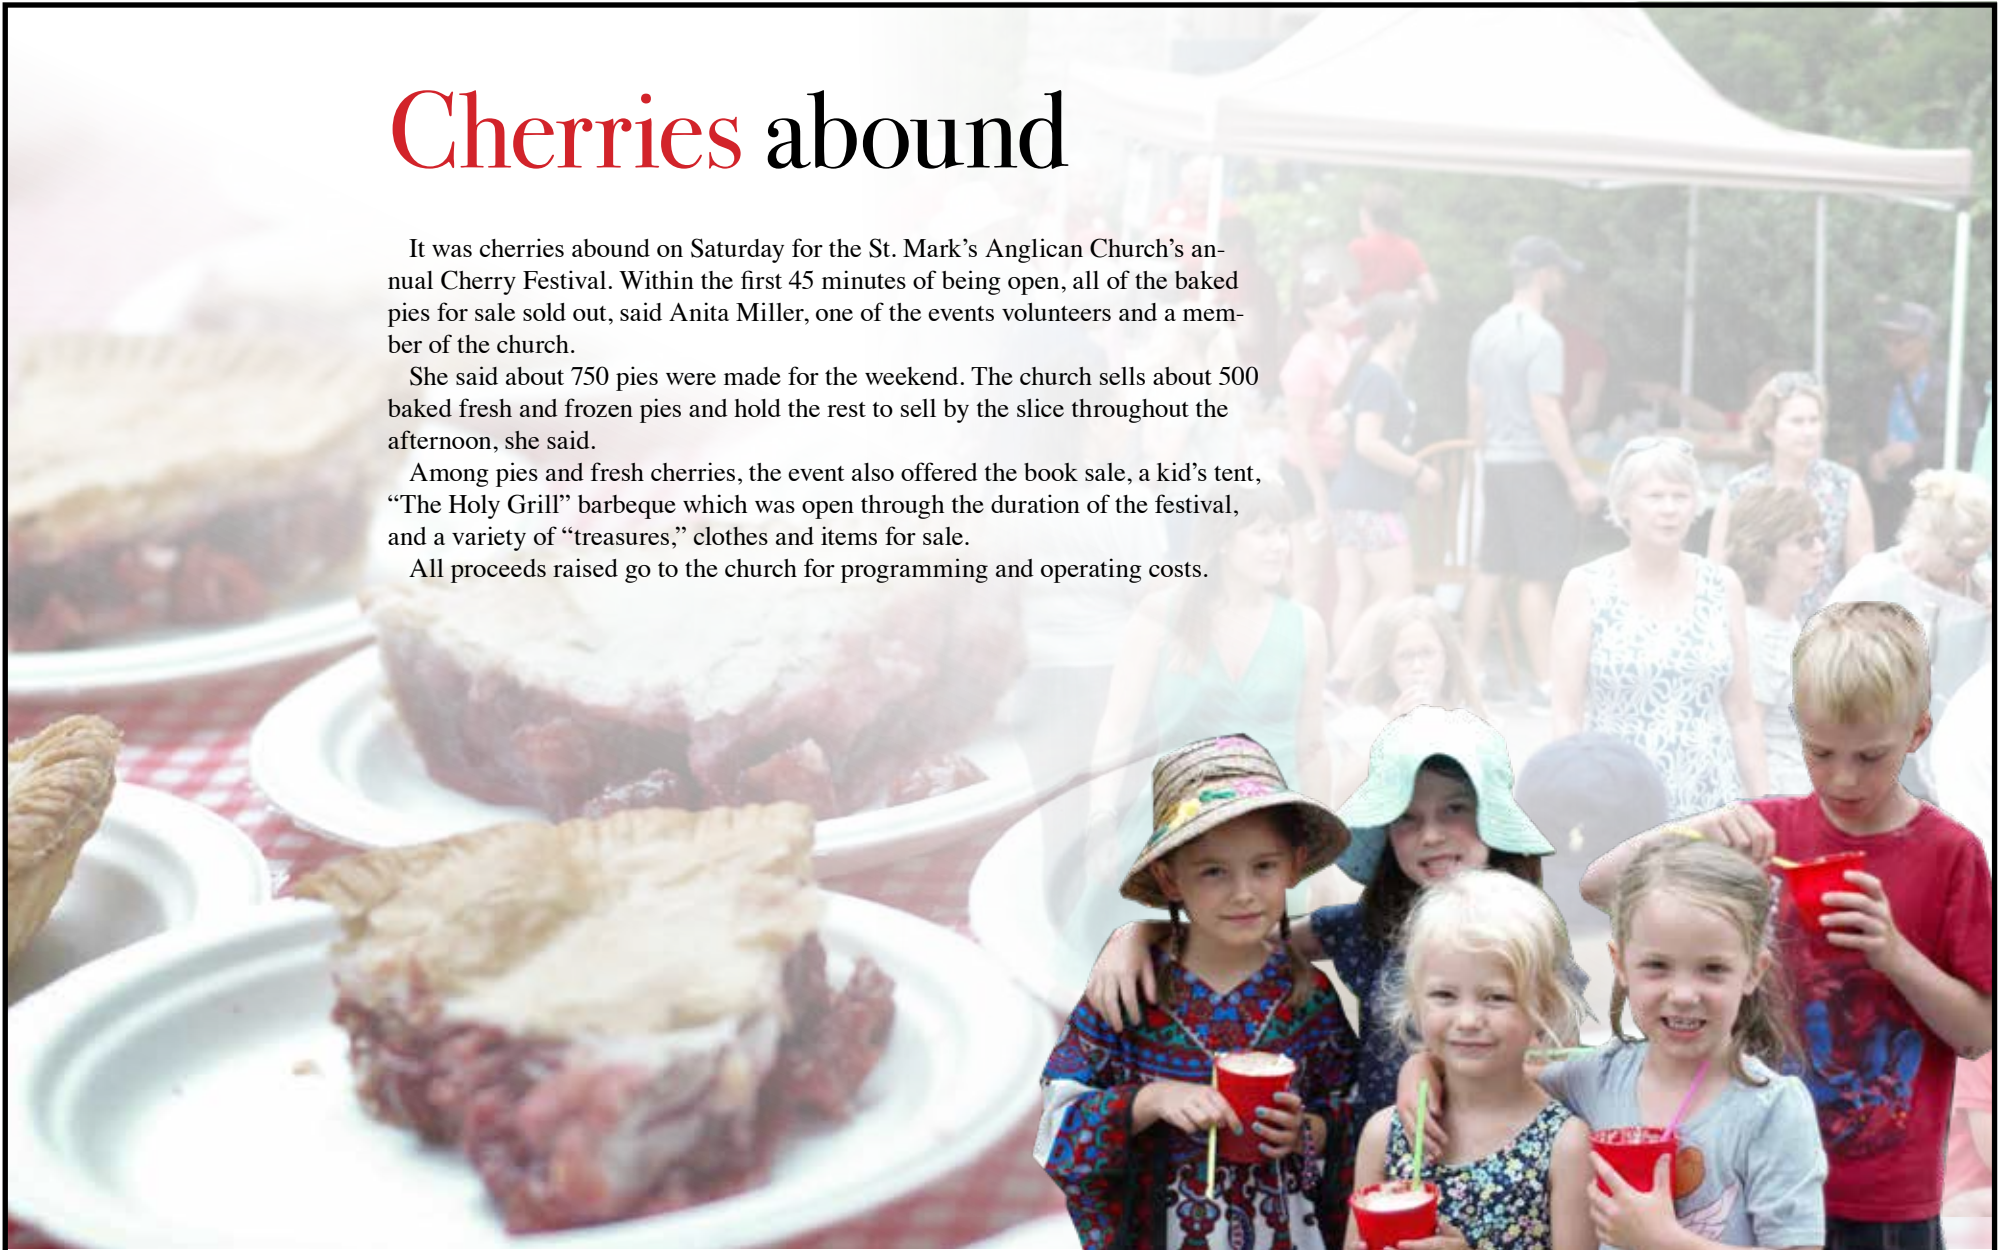 Cherries abound
It was cherries abound on Saturday for the St. Mark’s Anglican Church’s an-
nual Cherry Festival. Within the first 45 minutes of being open, all of the baked
pies for sale sold out, said Anita Miller, one of the events volunteers and a mem-
ber of the church.
She said about 750 pies were made for the weekend. The church sells about 500
baked fresh and frozen pies and hold the rest to sell by the slice throughout the
afternoon, she said.
Among pies and fresh cherries, the event also offered the book sale, a kid’s tent,
“The Holy Grill” barbeque which was open through the duration of the festival,
and a variety of “treasures,” clothes and items for sale.
All proceeds raised go to the church for programming and operating costs.